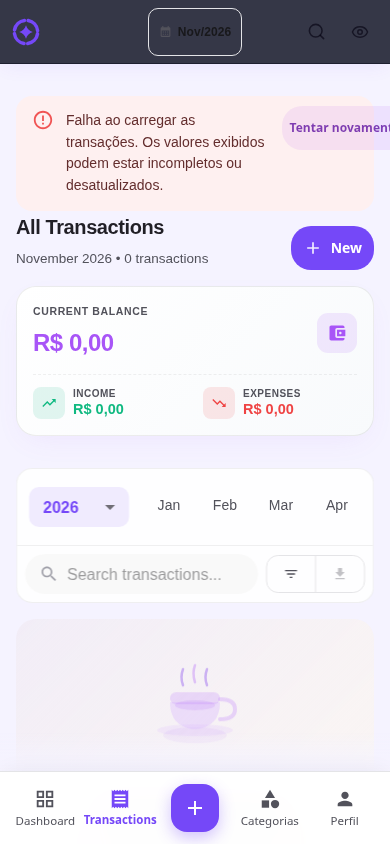 Nov/2026
Falha ao carregar as
transações. Os valores exibidos
podem estar incompletos ou
desatualizados.
Tentar novament
All Transactions
November 2026 • 0 transactions
New
CURRENT BALANCE
R$ 0,00
INCOME
R$ 0,00
EXPENSES
R$ 0,00
2026
Jan
Feb
Mar
Apr
Search transactions...
Dashboard
Transactions
Categorias
Perfil